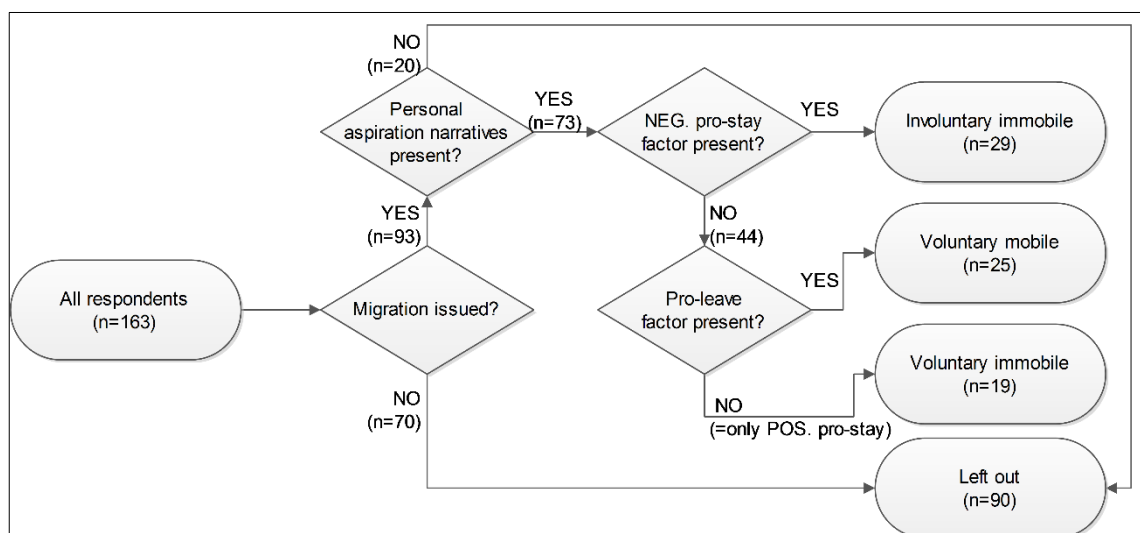 All respondents
(n=163)
Migration issued?
YES
(n=93)
NO
(n=70)
Personal
aspiration narratives
present?
NO
(n=20)
YES
(n=73)
NEG. pro-stay
factor present?
YES
Involuntary immobile
(n=29)
NO
(n=44)
Pro-leave
factor present?
YES
Voluntary mobile
(n=25)
NO
(=only POS. pro-stay)
Voluntary immobile
(n=19)
Left out
(n=90)